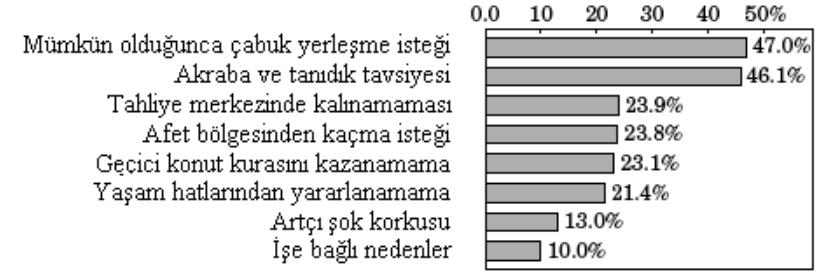 0.0 10 20 30 40 50%
Mümkün olduğunca çabuk yerleşme isteği 47.0%
Akraba ve tanıdık tavsiyesi 46.1%
Tahliye merkezinde kalınamaması 23.9%
Afet bölgesinden kaçma isteği 23.8%
Geçici konut kurasını kazanamama 23.1%
Yaşam hatlarından yararlanamama 21.4%
Artçı şok korkusu 13.0%
İşe bağlı nedenler 10.0%